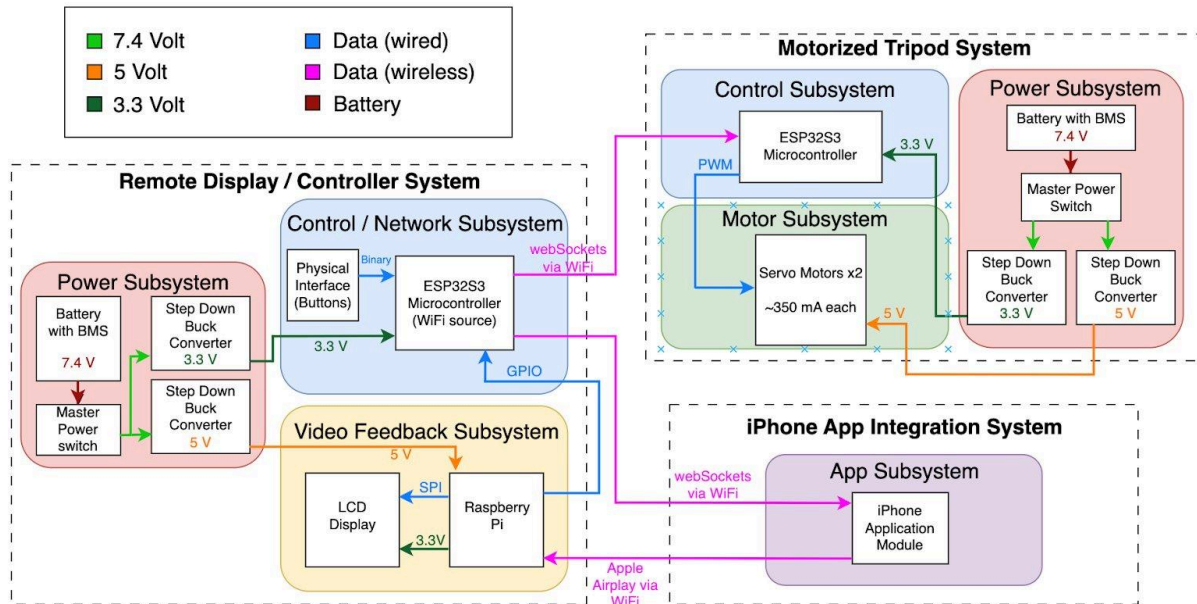 7.4 Volt
5 Volt
3.3 Volt
Data (wired)
Data (wireless)
Battery
Remote Display / Controller System
Power Subsystem
Battery
with BMS
7.4 V
Master
Power
switch
Step Down
Buck
Converter
3.3 V
Step Down
Buck
Converter
5 V
Control / Network Subsystem
Physical
Interface
(Buttons)
Binary
ESP32S3
Microcontroller
(WiFi source)
3.3 V
GPIO
Video Feedback Subsystem
5 V
LCD
Display
SPI
3.3V
Raspberry
Pi
webSockets
via WiFi
webSockets
via WiFi
Apple
Airplay via
WiFi
Motorized Tripod System
Control Subsystem
ESP32S3
Microcontroller
PWM
3.3 V
Motor Subsystem
Servo Motors x2
~350 mA each
5 V
Power Subsystem
Battery with BMS
7.4 V
Master Power
Switch
Step Down
Buck
Converter
3.3 V
Step Down
Buck
Converter
5 V
iPhone App Integration System
App Subsystem
iPhone
Application
Module